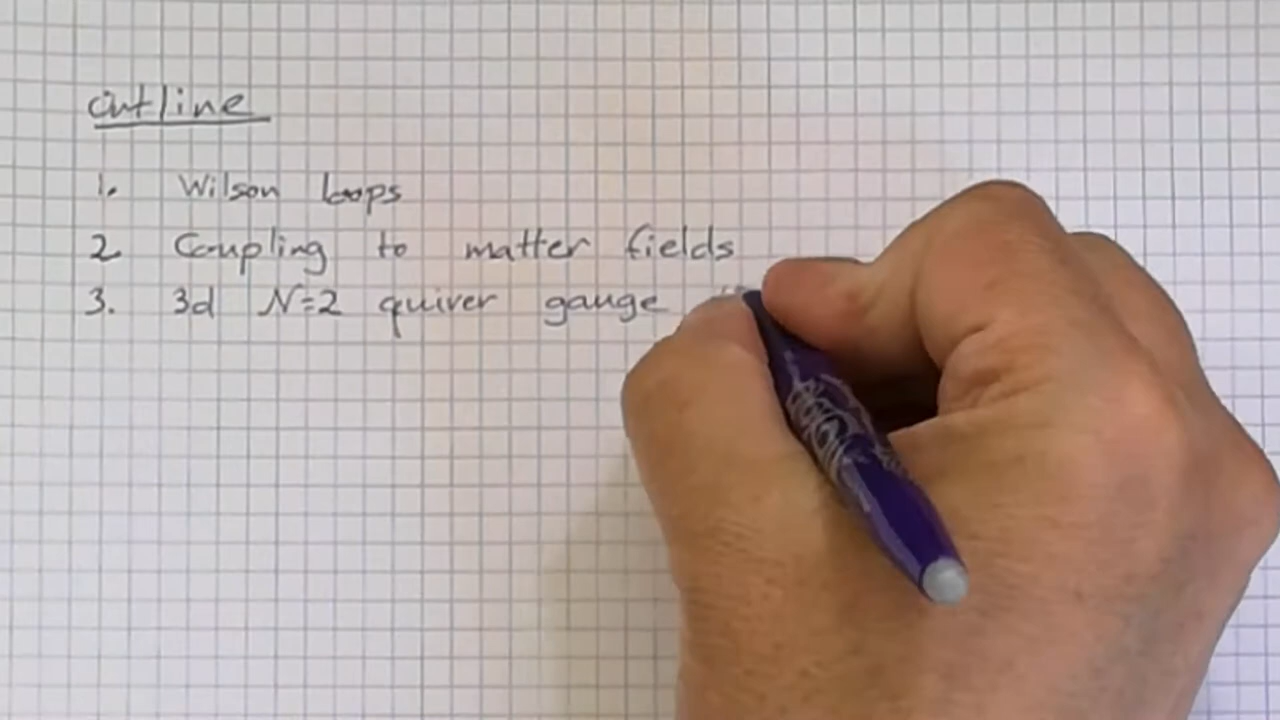 Outline
1. Wilson loops
2 Coupling to matter fields
3. 3d N=2 quiver gauge